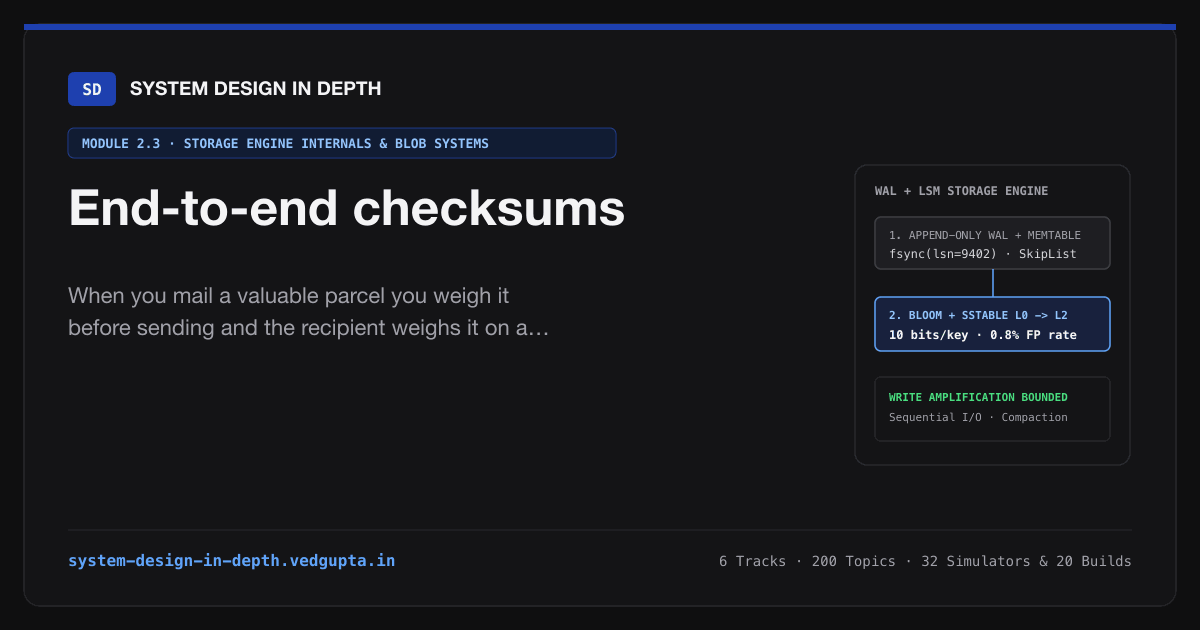 SD
SYSTEM DESIGN IN DEPTH
MODULE 2.3 · STORAGE ENGINE INTERNALS & BLOB SYSTEMS
End-to-end checksums
When you mail a valuable parcel you weigh it
before sending and the recipient weighs it on a…
WAL + LSM STORAGE ENGINE
1. APPEND-ONLY WAL + MEMTABLE
fsync(lsn=9402) · SkipList
2. BLOOM + SSTABLE L0 -> L2
10 bits/key · 0.8% FP rate
WRITE AMPLIFICATION BOUNDED
Sequential I/O · Compaction
system-design-in-depth.vedgupta.in
6 Tracks · 200 Topics · 32 Simulators & 20 Builds